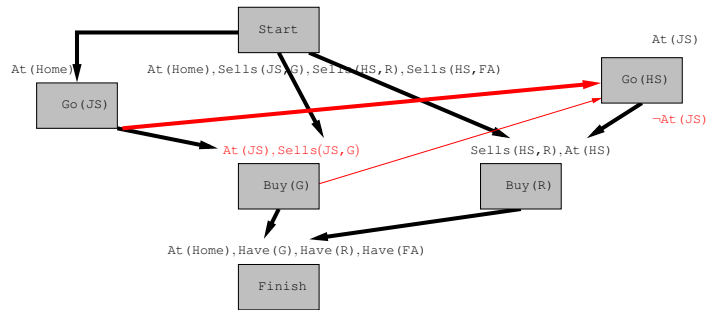 Start
At(JS)
At(Home)
At(Home),Sells(JS,G),Sells(HS,R),Sells(HS,FA)
Go(HS)
Go(JS)
¬At(JS)
At(JS),Sells(JS,G)
Sells(HS,R),At(HS)
Buy(G)
Buy(R)
At(Home),Have(G),Have(R),Have(FA)
Finish